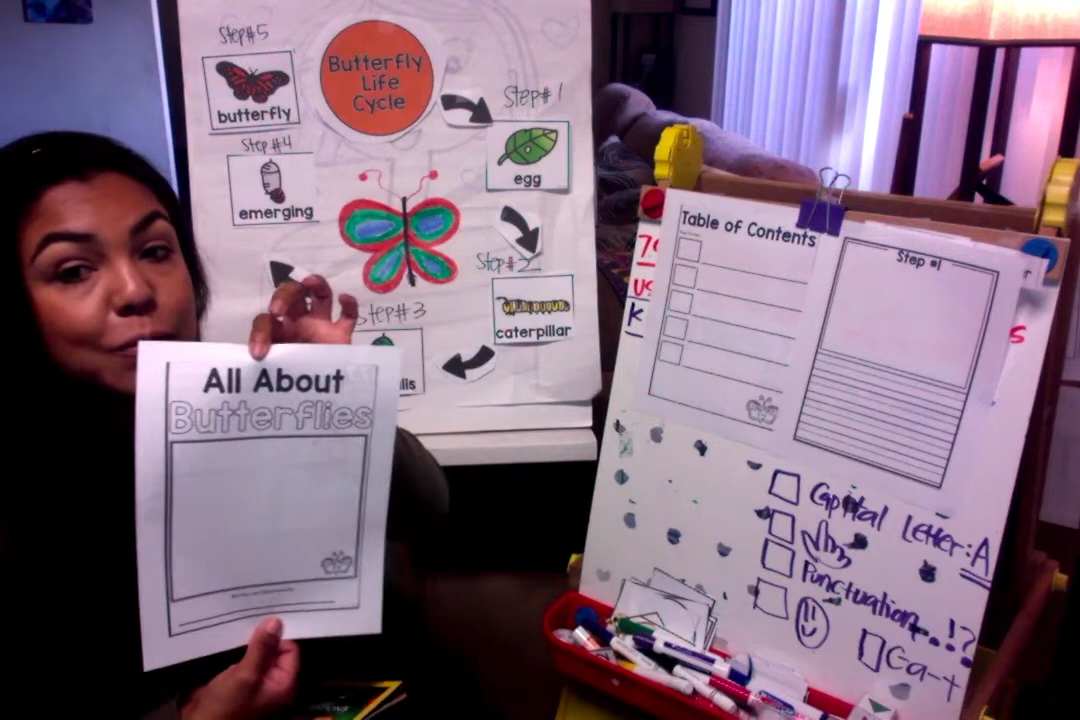 Step#5
butterfly
Step#4
emerging
Butterfly
Life
Cycle
Step#1
egg
Step#2
caterpillar
Step#3
All About
Butterflies
Table of Contents
Step #1
Capital Letter: A
Punctuation . ! ?
Ca-t